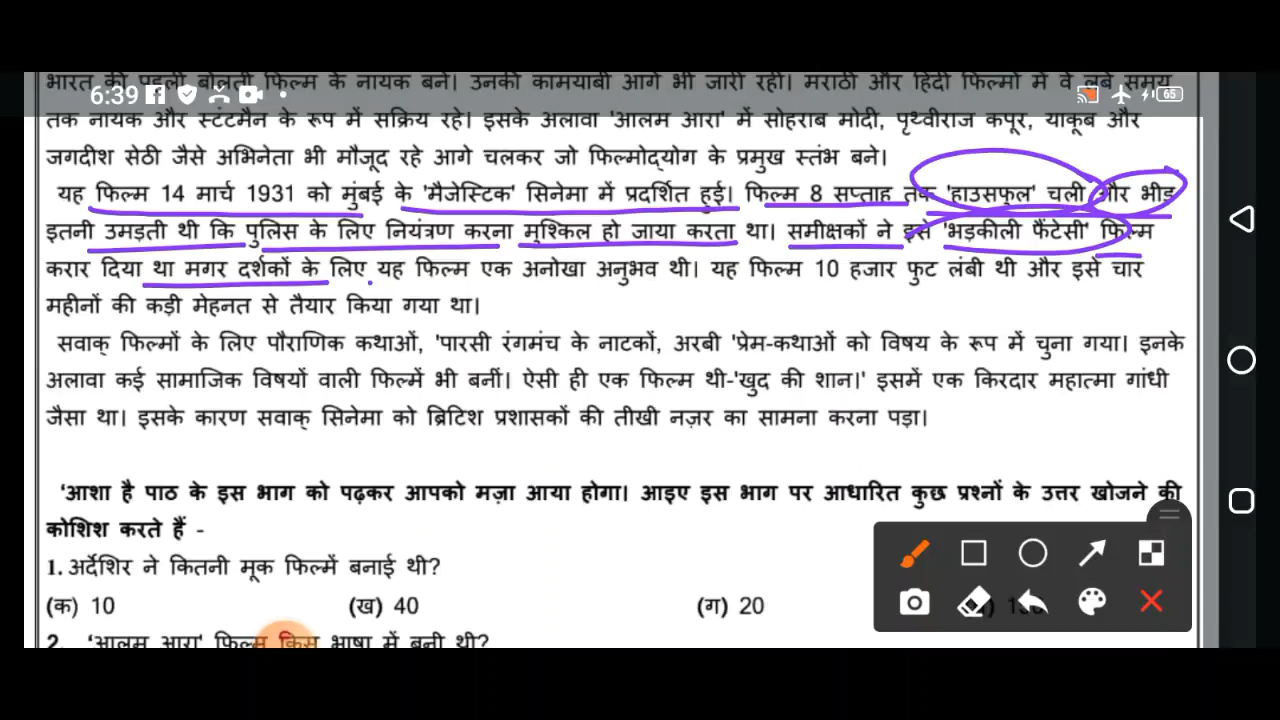 भारत की पहली बोलती फिल्म के नायक बने। उनकी कामयाबी आगे भी जारी रही। मराठी और हिंदी फिल्मों में वे लंबे समय
6:39 65
तक नायक और स्टंटमैन के रूप में सक्रिय रहे। इसके अलावा 'आलम आरा' में सोहराब मोदी, पृथ्वीराज कपूर, याकूब और
जगदीश सेठी जैसे अभिनेता भी मौजूद रहे आगे चलकर जो फिल्मोद्योग के प्रमुख स्तंभ बने।
यह फिल्म 14 मार्च 1931 को मुंबई के 'मैजेस्टिक' सिनेमा में प्रदर्शित हुई। फिल्म 8 सप्ताह तक 'हाउसफूल' चली और भीड़
इतनी उमड़ती थी कि पुलिस के लिए नियंत्रण करना मुश्किल हो जाया करता था। समीक्षकों ने इसे 'भड़कीली फैंटेसी' फिल्म
करार दिया था मगर दर्शकों के लिए यह फिल्म एक अनोखा अनुभव थी। यह फिल्म 10 हजार फुट लंबी थी और इसे चार
महीनों की कड़ी मेहनत से तैयार किया गया था।
सवाक् फिल्मों के लिए पौराणिक कथाओं, 'पारसी रंगमंच के नाटकों, अरबी 'प्रेम-कथाओं को विषय के रूप में चुना गया। इनके
अलावा कई सामाजिक विषयों वाली फिल्में भी बनीं। ऐसी ही एक फिल्म थी-'खुद की शान।' इसमें एक किरदार महात्मा गांधी
जैसा था। इसके कारण सवाक् सिनेमा को ब्रिटिश प्रशासकों की तीखी नज़र का सामना करना पड़ा।
'आशा है पाठ के इस भाग को पढ़कर आपको मज़ा आया होगा। आइए इस भाग पर आधारित कुछ प्रश्नों के उत्तर खोजने की
कोशिश करते हैं -
1. अर्देशिर ने कितनी मूक फिल्में बनाई थी?
(क) 10 (ख) 40 (ग) 20
2. 'आलम आरा' फिल्म किस भाषा में बनी थी?